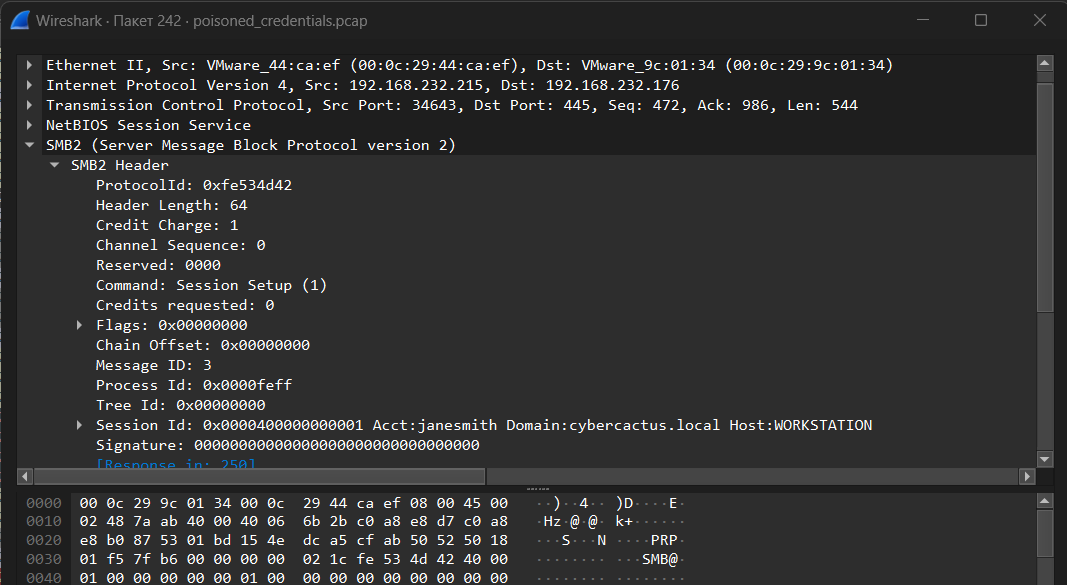 Wireshark · Пакет 242 · poisoned_credentials.pcap
Ethernet II, Src: VMware_44:ca:ef (00:0c:29:44:ca:ef), Dst: VMware_9c:01:34 (00:0c:29:9c:01:34)
Internet Protocol Version 4, Src: 192.168.232.215, Dst: 192.168.232.176
Transmission Control Protocol, Src Port: 34643, Dst Port: 445, Seq: 472, Ack: 986, Len: 544
NetBIOS Session Service
SMB2 (Server Message Block Protocol version 2)
SMB2 Header
ProtocolId: 0xfe534d42
Header Length: 64
Credit Charge: 1
Channel Sequence: 0
Reserved: 0000
Command: Session Setup (1)
Credits requested: 0
Flags: 0x00000000
Chain Offset: 0x00000000
Message ID: 3
Process Id: 0x0000feff
Tree Id: 0x00000000
Session Id: 0x0000400000000001 Acct:janesmith Domain:cybercactus.local Host:WORKSTATION
Signature: 00000000000000000000000000000000
[Response in: 250]
0000 00 0c 29 9c 01 34 00 0c 29 44 ca ef 08 00 45 00 ··)··4·· )D····E·
0010 02 48 7a ab 40 00 40 06 6b 2b c0 a8 e8 d7 c0 a8 ·Hz·@·@· k+······
0020 e8 b0 87 53 01 bd 15 4e dc a5 cf ab 50 52 50 18 ···S···N ····PRP·
0030 01 f5 7f b6 00 00 00 00 02 1c fe 53 4d 42 40 00 ········ ···SMB@·
0040 01 00 00 00 00 00 01 00 00 00 00 00 00 00 00 00 ········ ········